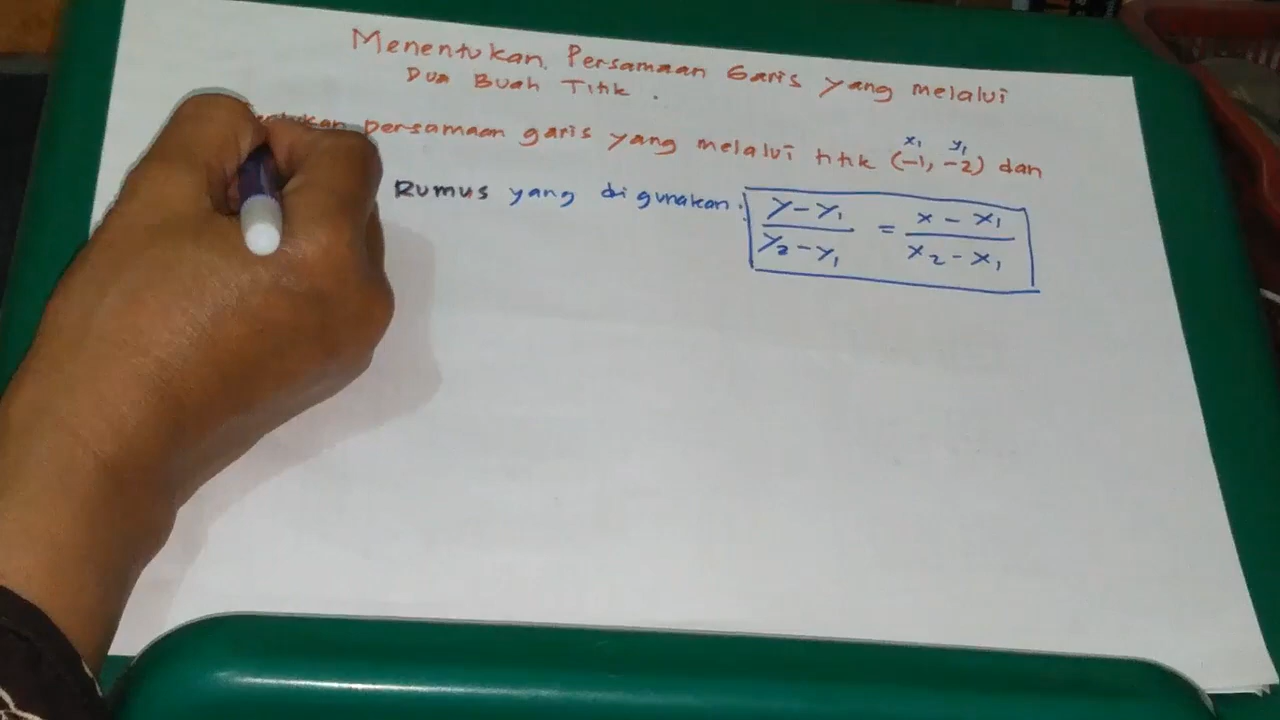 Menentukan Persamaan Garis yang melalui
Dua Buah Titik .
persamaan garis yang melalui titik (-1, -2) dan
x₁ y₁
Rumus yang digunakan :
y-y₁ / y₂-y₁ = x-x₁ / x₂-x₁